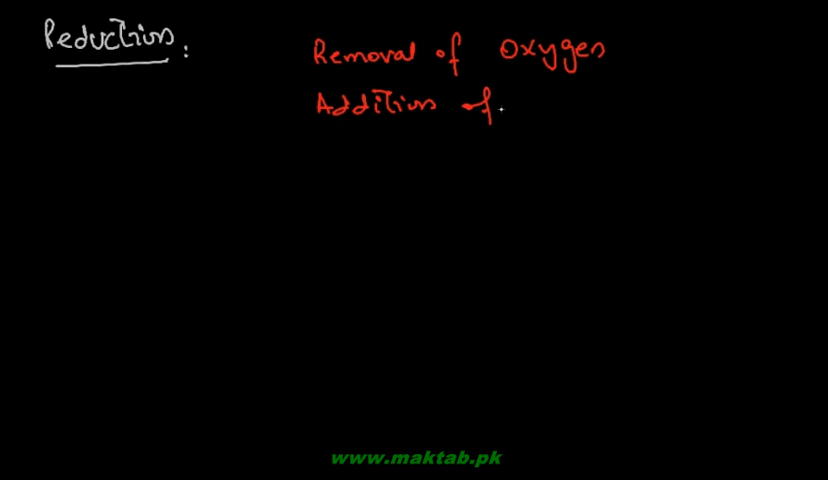 Reduction:
Removal of Oxygen
Addition of
www.maktab.pk